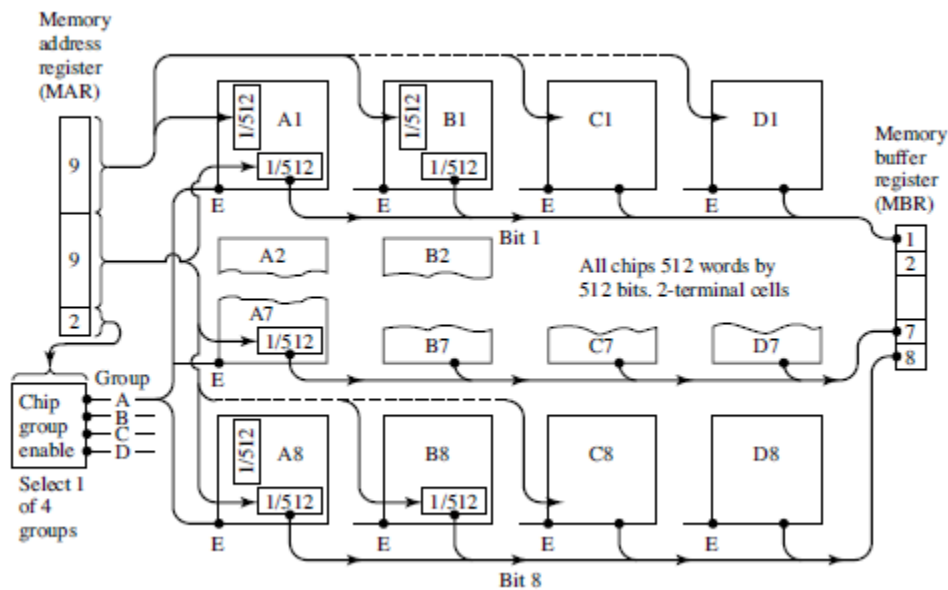 Memory
address
register
(MAR)
9
9
2
Chip
group
enable
Select 1
of 4
groups
Group
A
B
C
D
1/512
A1
1/512
E
1/512
B1
1/512
E
C1
E
D1
E
Bit 1
A2
B2
All chips 512 words by
512 bits. 2-terminal cells
A7
1/512
E
B7
C7
D7
1/512
A8
1/512
E
B8
1/512
E
C8
E
D8
E
Bit 8
Memory
buffer
register
(MBR)
1
2
7
8